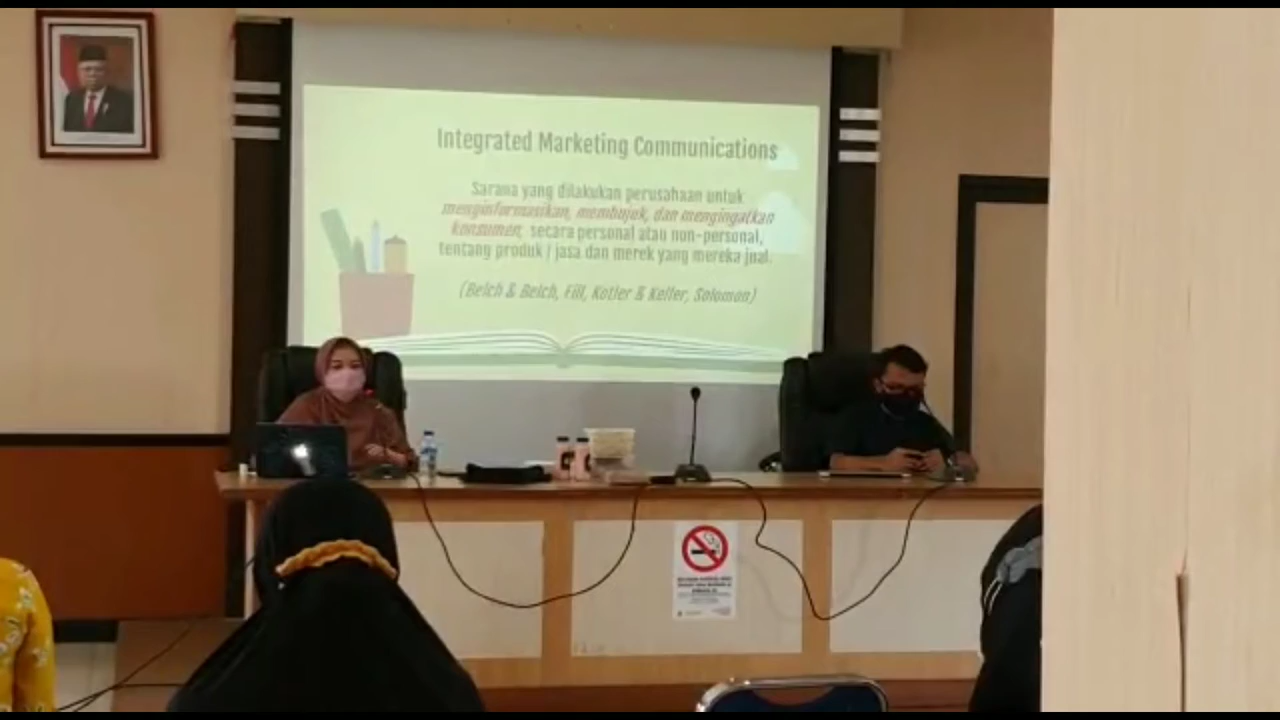 Integrated Marketing Communications
Sarana yang dilakukan perusahaan untuk
menginformasikan, membujuk, dan mengingatkan
konsumen, secara personal atau non-personal,
tentang produk / jasa dan merek yang mereka jual.
(Belch & Belch, Fill, Kotler & Keller, Solomon)